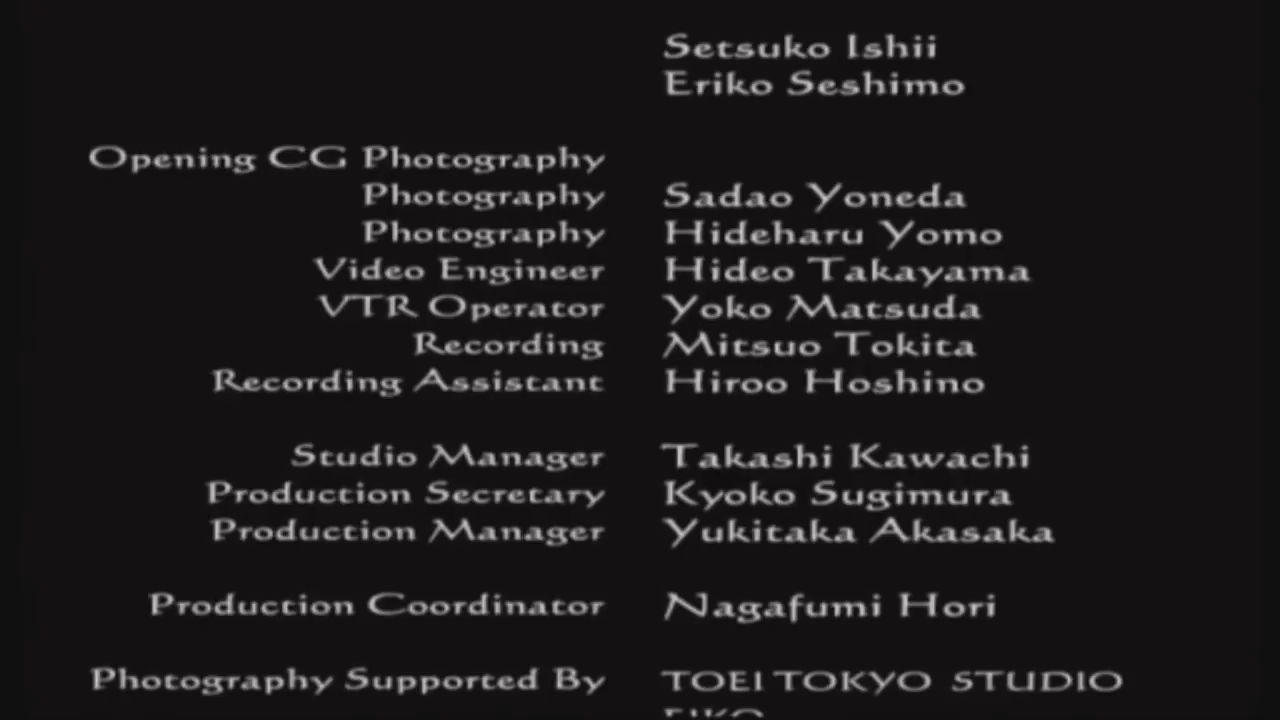 Setsuko Ishii
Eriko Seshimo
Opening CG Photography
Photography Sadao Yoneda
Photography Hideharu Yomo
Video Engineer Hideo Takayama
VTR Operator Yoko Matsuda
Recording Mitsuo Tokita
Recording Assistant Hiroo Hoshino
Studio Manager Takashi Kawachi
Production Secretary Kyoko Sugimura
Production Manager Yukitaka Akasaka
Production Coordinator Nagafumi Hori
Photography Supported By TOEI TOKYO STUDIO